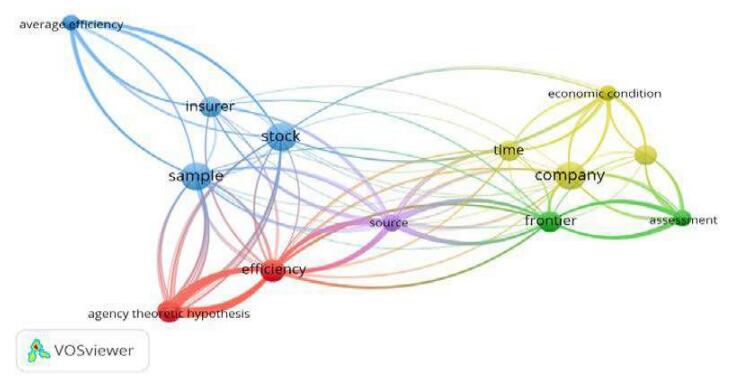 average efficiency
insurer
economic condition
stock
time
sample
company
source
frontier
assessment
efficiency
agency theoretic hypothesis
VOSviewer